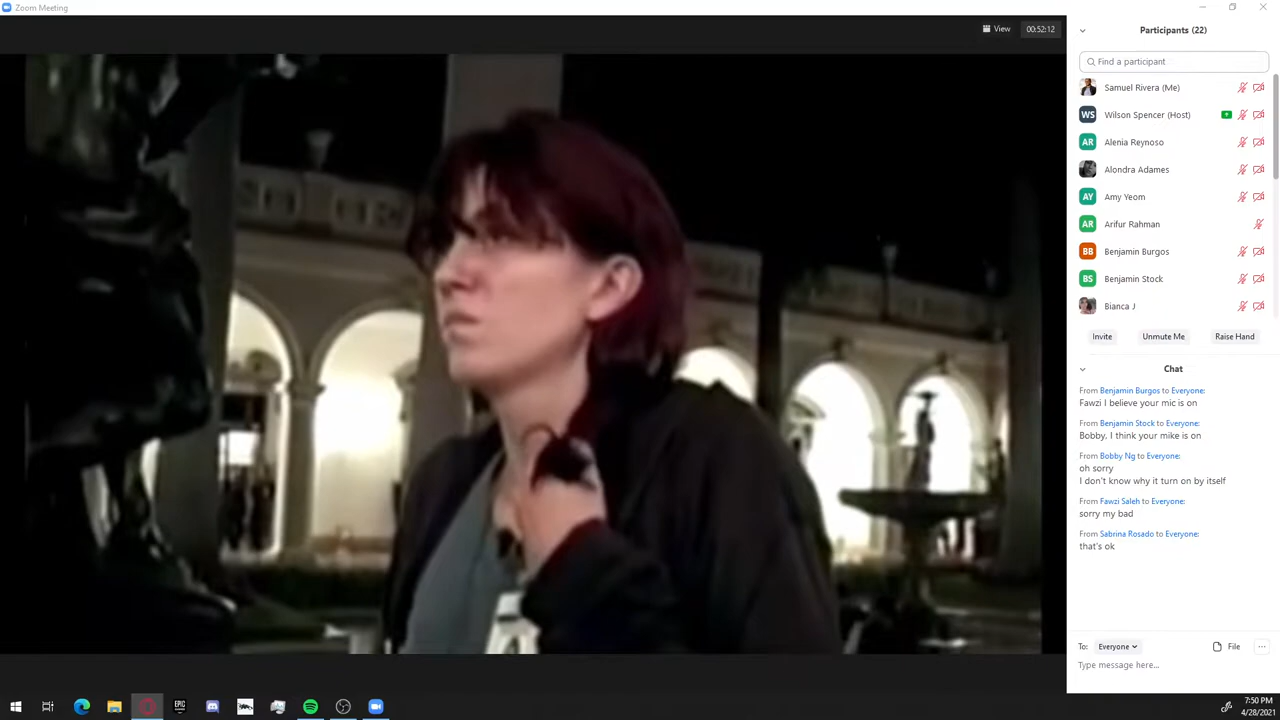 Zoom Meeting
View
00:52:12
Participants (22)
Find a participant
Samuel Rivera (Me)
WS Wilson Spencer (Host)
AR Alenia Reynoso
Alondra Adames
AY Amy Yeom
AR Arifur Rahman
BB Benjamin Burgos
BS Benjamin Stock
Bianca J
Invite Unmute Me Raise Hand
Chat
From Benjamin Burgos to Everyone:
Fawzi I believe your mic is on
From Benjamin Stock to Everyone:
Bobby, I think your mike is on
From Bobby Ng to Everyone:
oh sorry
I don't know why it turn on by itself
From Fawzi Saleh to Everyone:
sorry my bad
From Sabrina Rosado to Everyone:
that's ok
To: Everyone File ...
Type message here...
EPIC
7:50 PM
4/28/2021